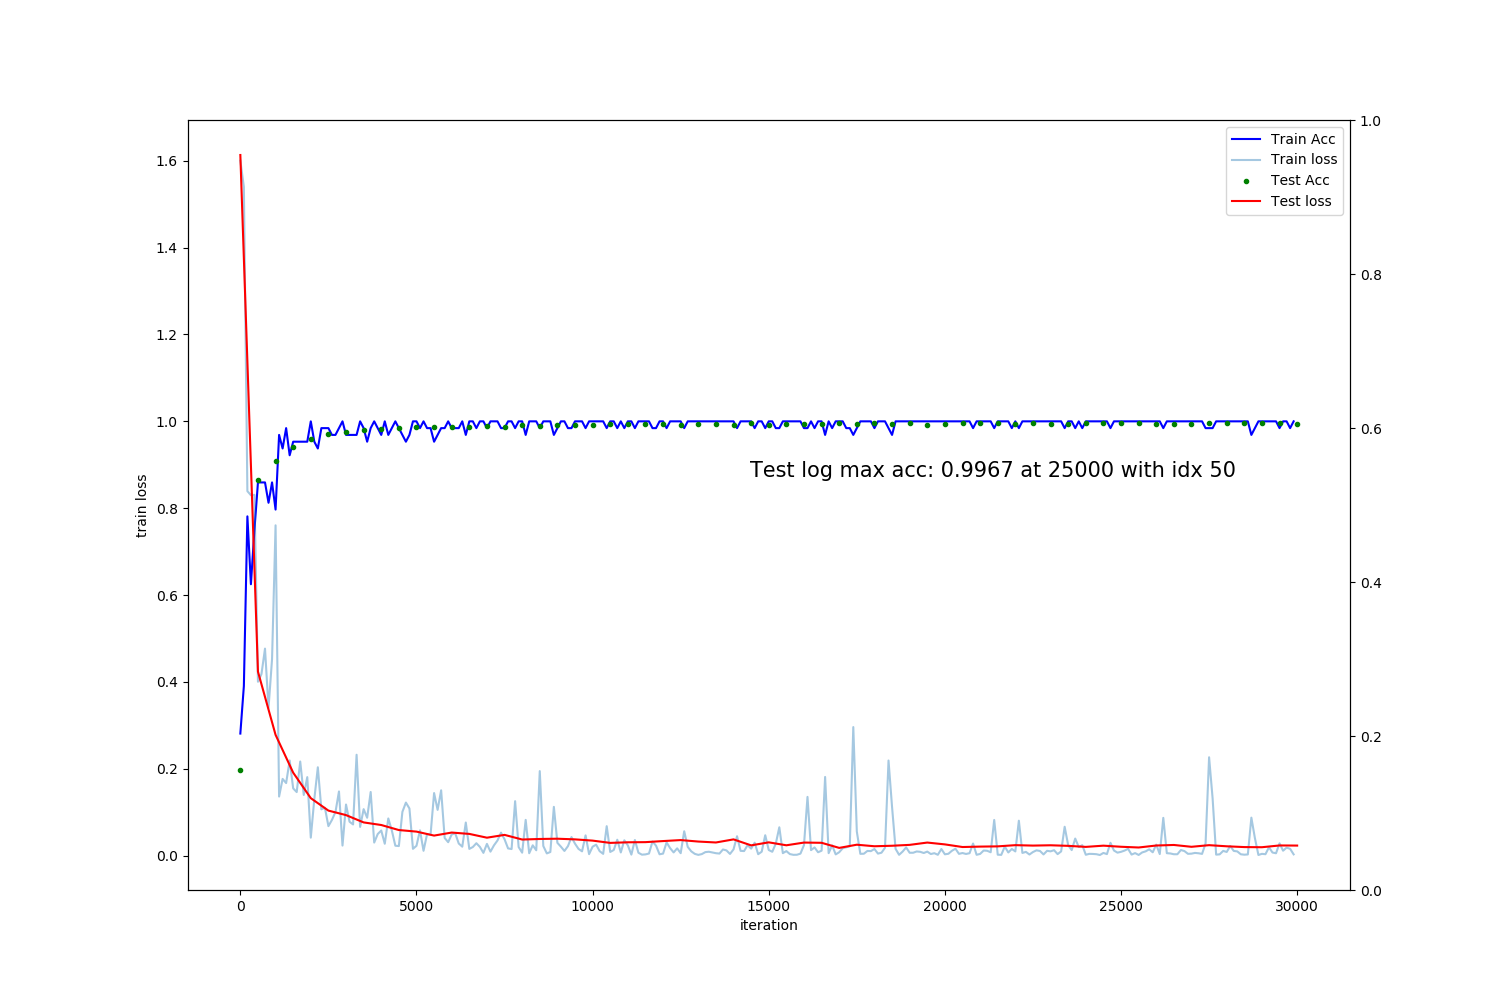 Train Acc
Train loss
Test Acc
Test loss
1.6
1.4
1.2
1.0
0.8
0.6
0.4
0.2
0.0
train loss
1.0
0.8
0.6
0.4
0.2
0.0
Test log max acc: 0.9967 at 25000 with idx 50
0 5000 10000 15000 20000 25000 30000
iteration